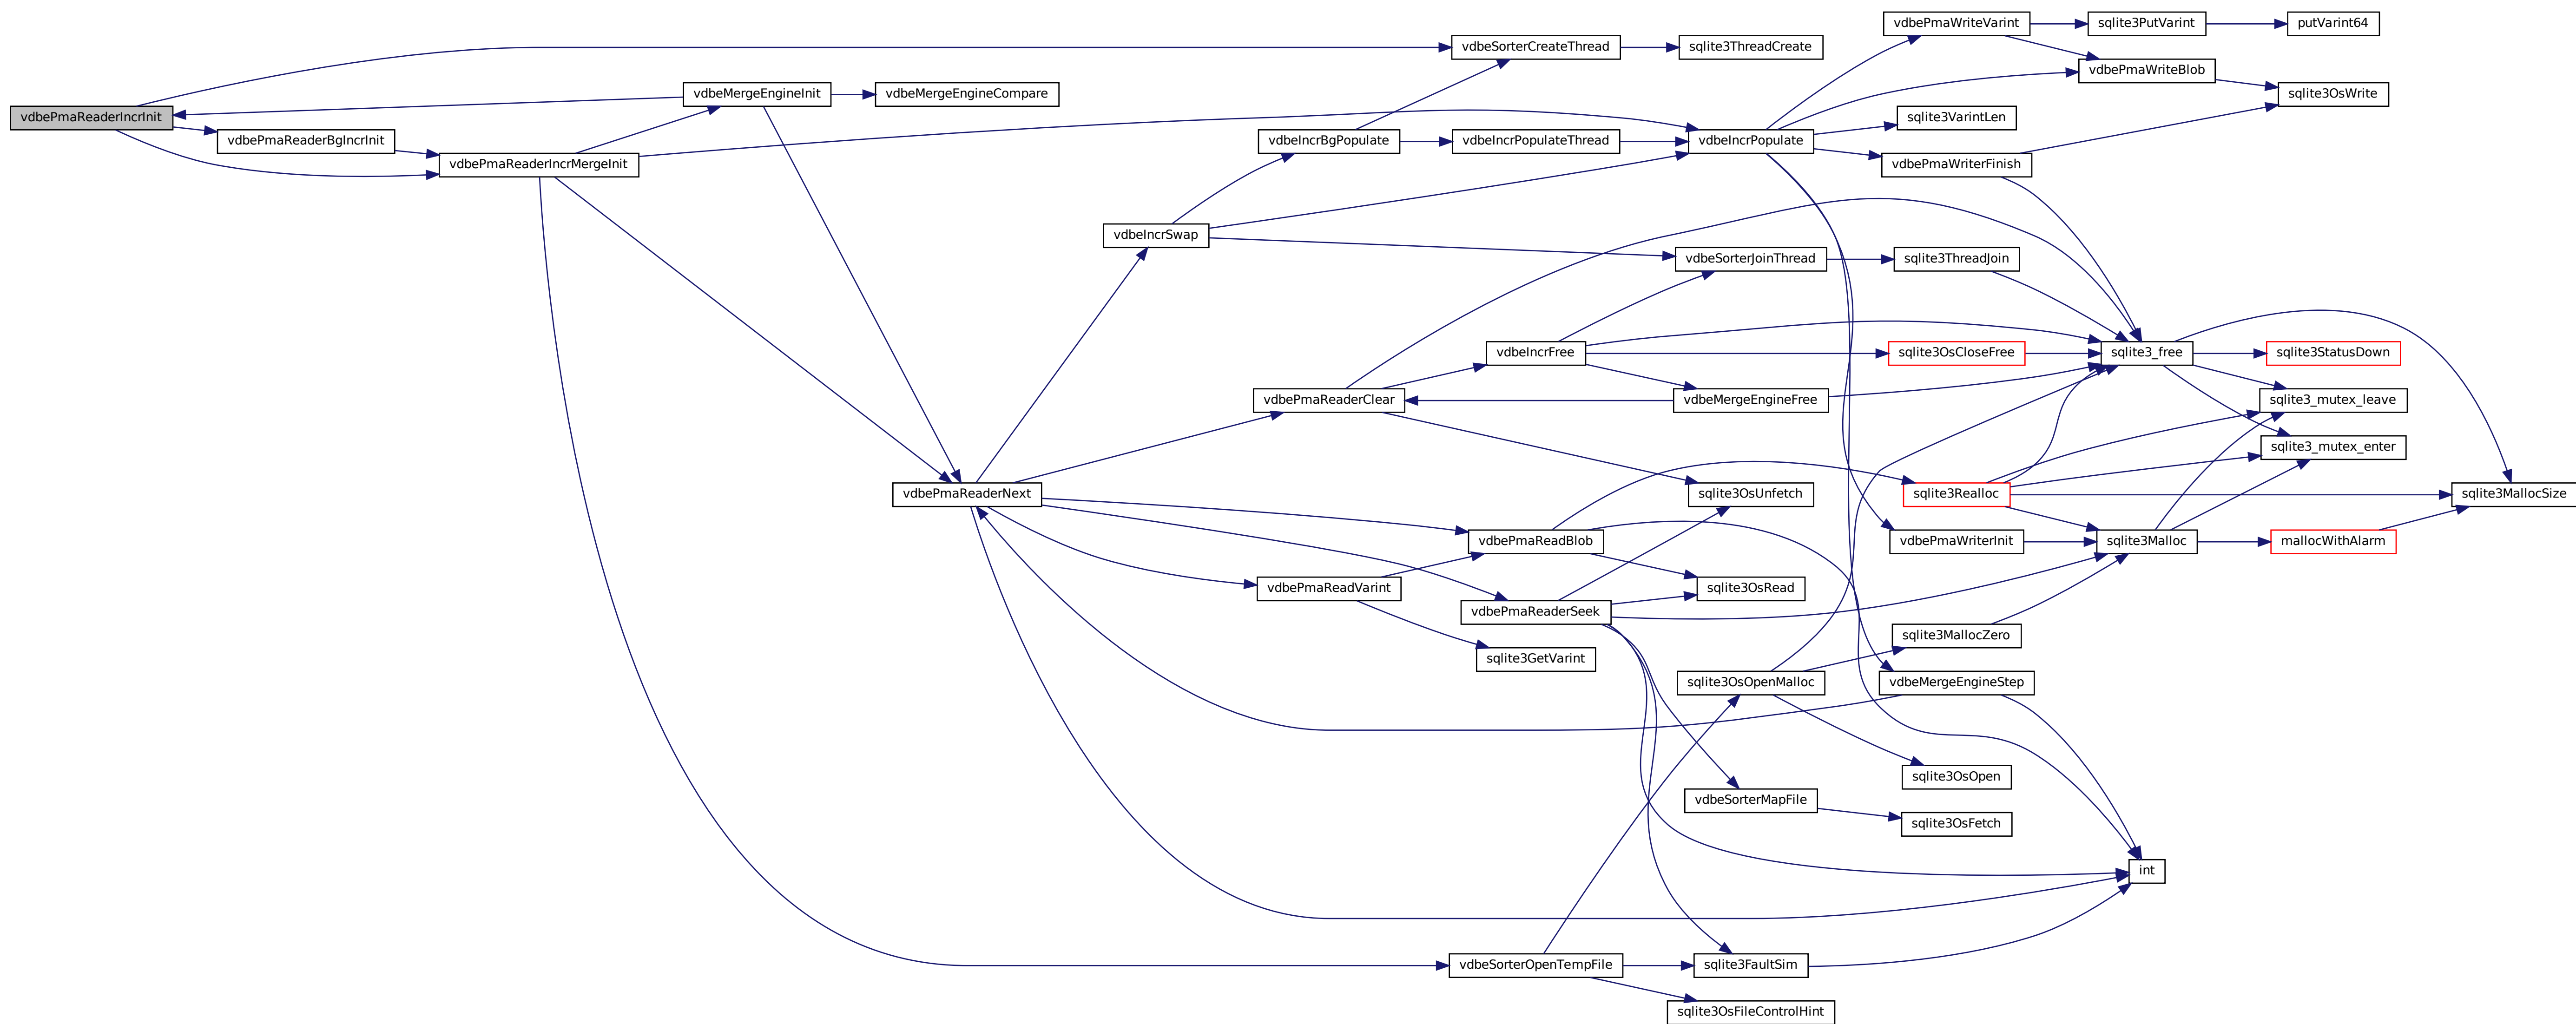 vdbePmaWriteVarint
sqlite3PutVarint
putVarint64
vdbeSorterCreateThread
sqlite3ThreadCreate
vdbePmaWriteBlob
vdbeMergeEngineInit
vdbeMergeEngineCompare
sqlite3OsWrite
vdbePmaReaderIncrInit
sqlite3VarintLen
vdbePmaReaderBgIncrInit
vdbeIncrBgPopulate
vdbeIncrPopulateThread
vdbeIncrPopulate
vdbePmaReaderIncrMergeInit
vdbePmaWriterFinish
vdbeIncrSwap
vdbeSorterJoinThread
sqlite3ThreadJoin
vdbeIncrFree
sqlite3OsCloseFree
sqlite3_free
sqlite3StatusDown
vdbePmaReaderClear
vdbeMergeEngineFree
sqlite3_mutex_leave
sqlite3_mutex_enter
vdbePmaReaderNext
sqlite3OsUnfetch
sqlite3Realloc
sqlite3MallocSize
vdbePmaReadBlob
vdbePmaWriterInit
sqlite3Malloc
mallocWithAlarm
vdbePmaReadVarint
sqlite3OsRead
vdbePmaReaderSeek
sqlite3MallocZero
sqlite3GetVarint
sqlite3OsOpenMalloc
vdbeMergeEngineStep
sqlite3OsOpen
vdbeSorterMapFile
sqlite3OsFetch
int
vdbeSorterOpenTempFile
sqlite3FaultSim
sqlite3OsFileControlHint